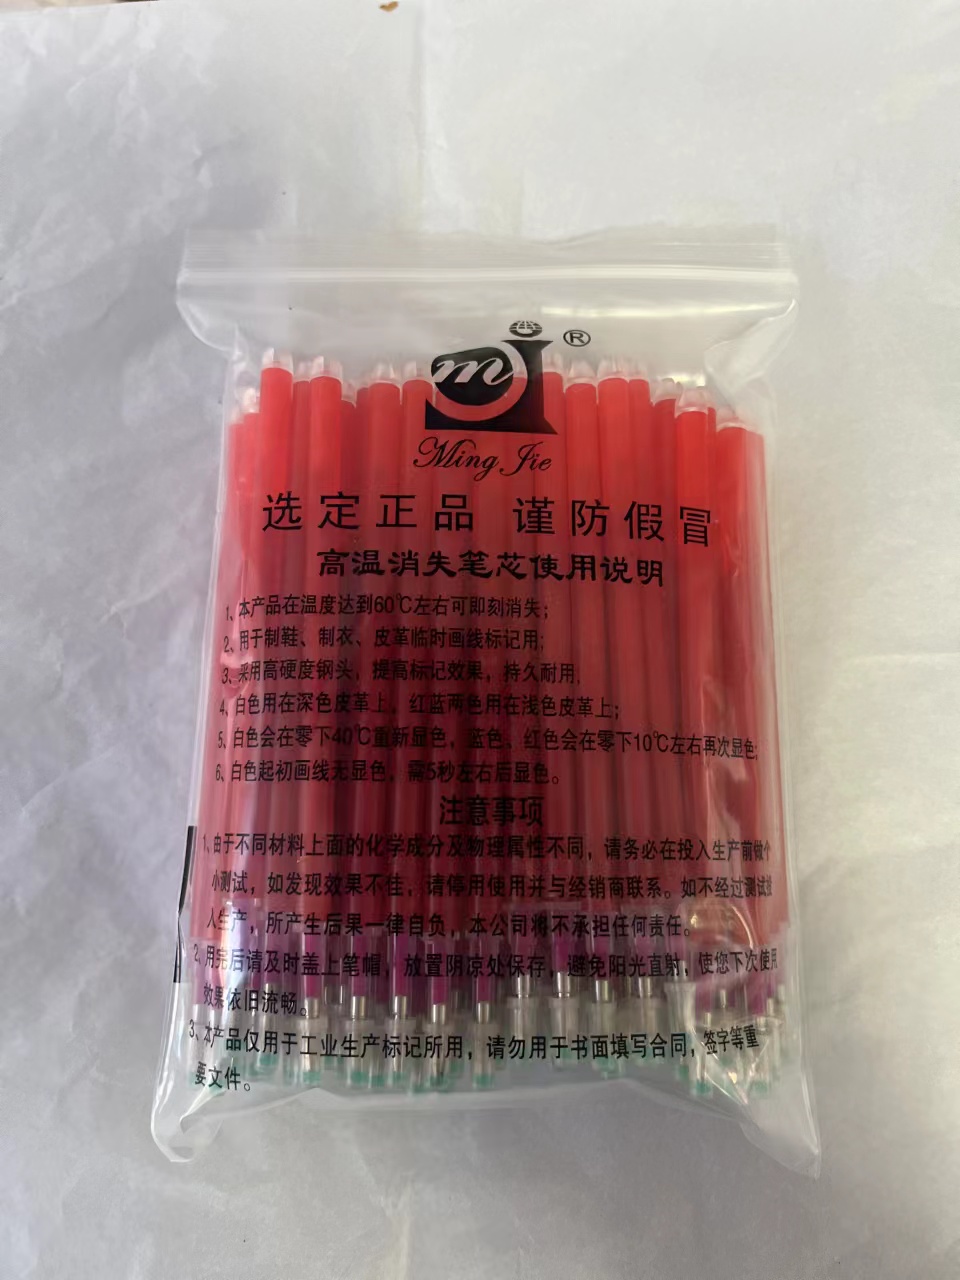 mj ®
Ming Jie
选定正品 谨防假冒
高温消失笔芯使用说明
1、本产品在温度达到60℃左右可即刻消失；
2、用于制鞋、制衣、皮革临时画线标记用；
3、采用高硬度钢头，提高标记效果，持久耐用，
4、白色用在深色皮革上，红蓝两色用在浅色皮革上；
5、白色会在零下40℃重新显色，蓝色、红色会在零下10℃左右再次显色；
6、白色起初画线无显色，需5秒左右后显色。
注意事项
1、由于不同材料上面的化学成分及物理属性不同，请务必在投入生产前做个
小测试，如发现效果不佳，请停用使用并与经销商联系。如不经过测试投
入生产，所产生后果一律自负，本公司将不承担任何责任。
2、用完后请及时盖上笔帽，放置阴凉处保存，避免阳光直射，使您下次使用
效果依旧流畅。
3、本产品仅用于工业生产标记所用，请勿用于书面填写合同，签字等重
要文件。